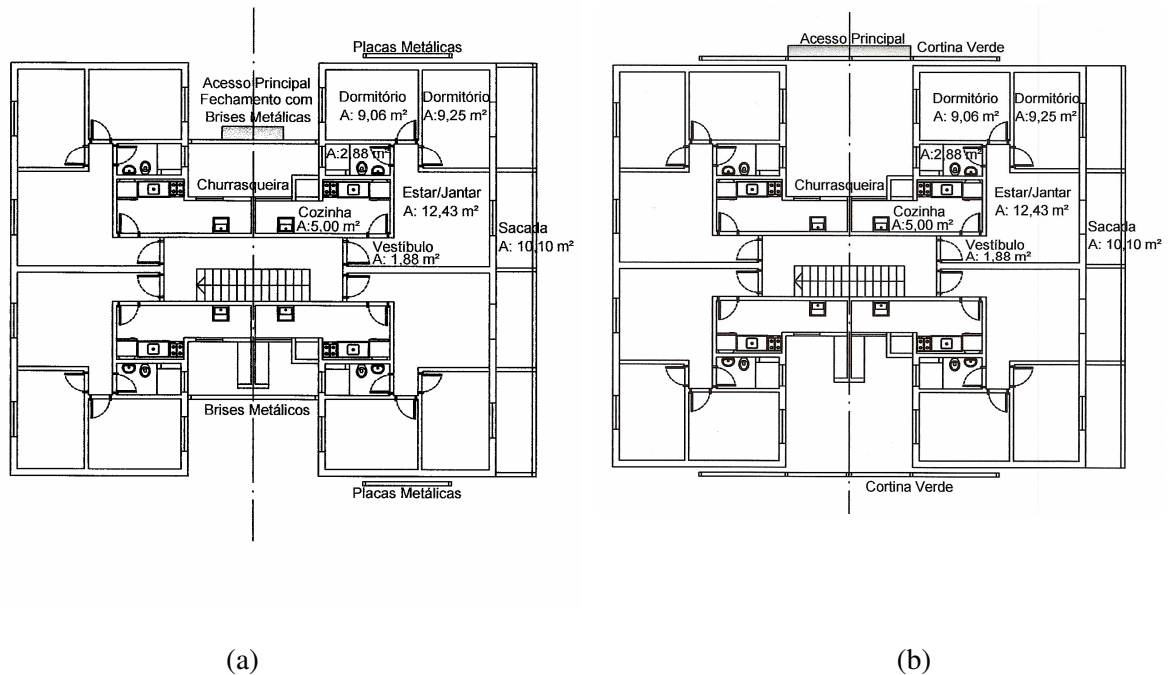 Placas Metálicas
Acesso Principal
Fechamento com
Brises Metálicas
Dormitório
A: 9,06 m²
Dormitório
A:9,25 m²
A:2,88 m²
Churrasqueira
Cozinha
A:5,00 m²
Estar/Jantar
A: 12,43 m²
Sacada
A: 10,10 m²
Vestíbulo
A: 1,88 m²
Brises Metálicos
Placas Metálicas
(a)
Acesso Principal
Cortina Verde
Dormitório
A: 9,06 m²
Dormitório
A:9,25 m²
A:2,88 m²
Churrasqueira
Cozinha
A:5,00 m²
Estar/Jantar
A: 12,43 m²
Sacada
A: 10,10 m²
Vestíbulo
A: 1,88 m²
Cortina Verde
(b)